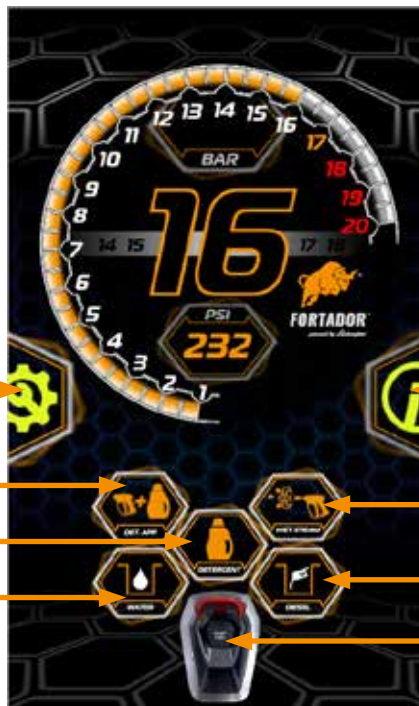 12 13 14 15 16
11 17
10 BAR 18
9 19
8 20
7 14 15 16 17 18
6
5 PSI FORTADOR
4 232
3
2 1
DET. APP WET STREAM
DETERGENT
WATER DIESEL